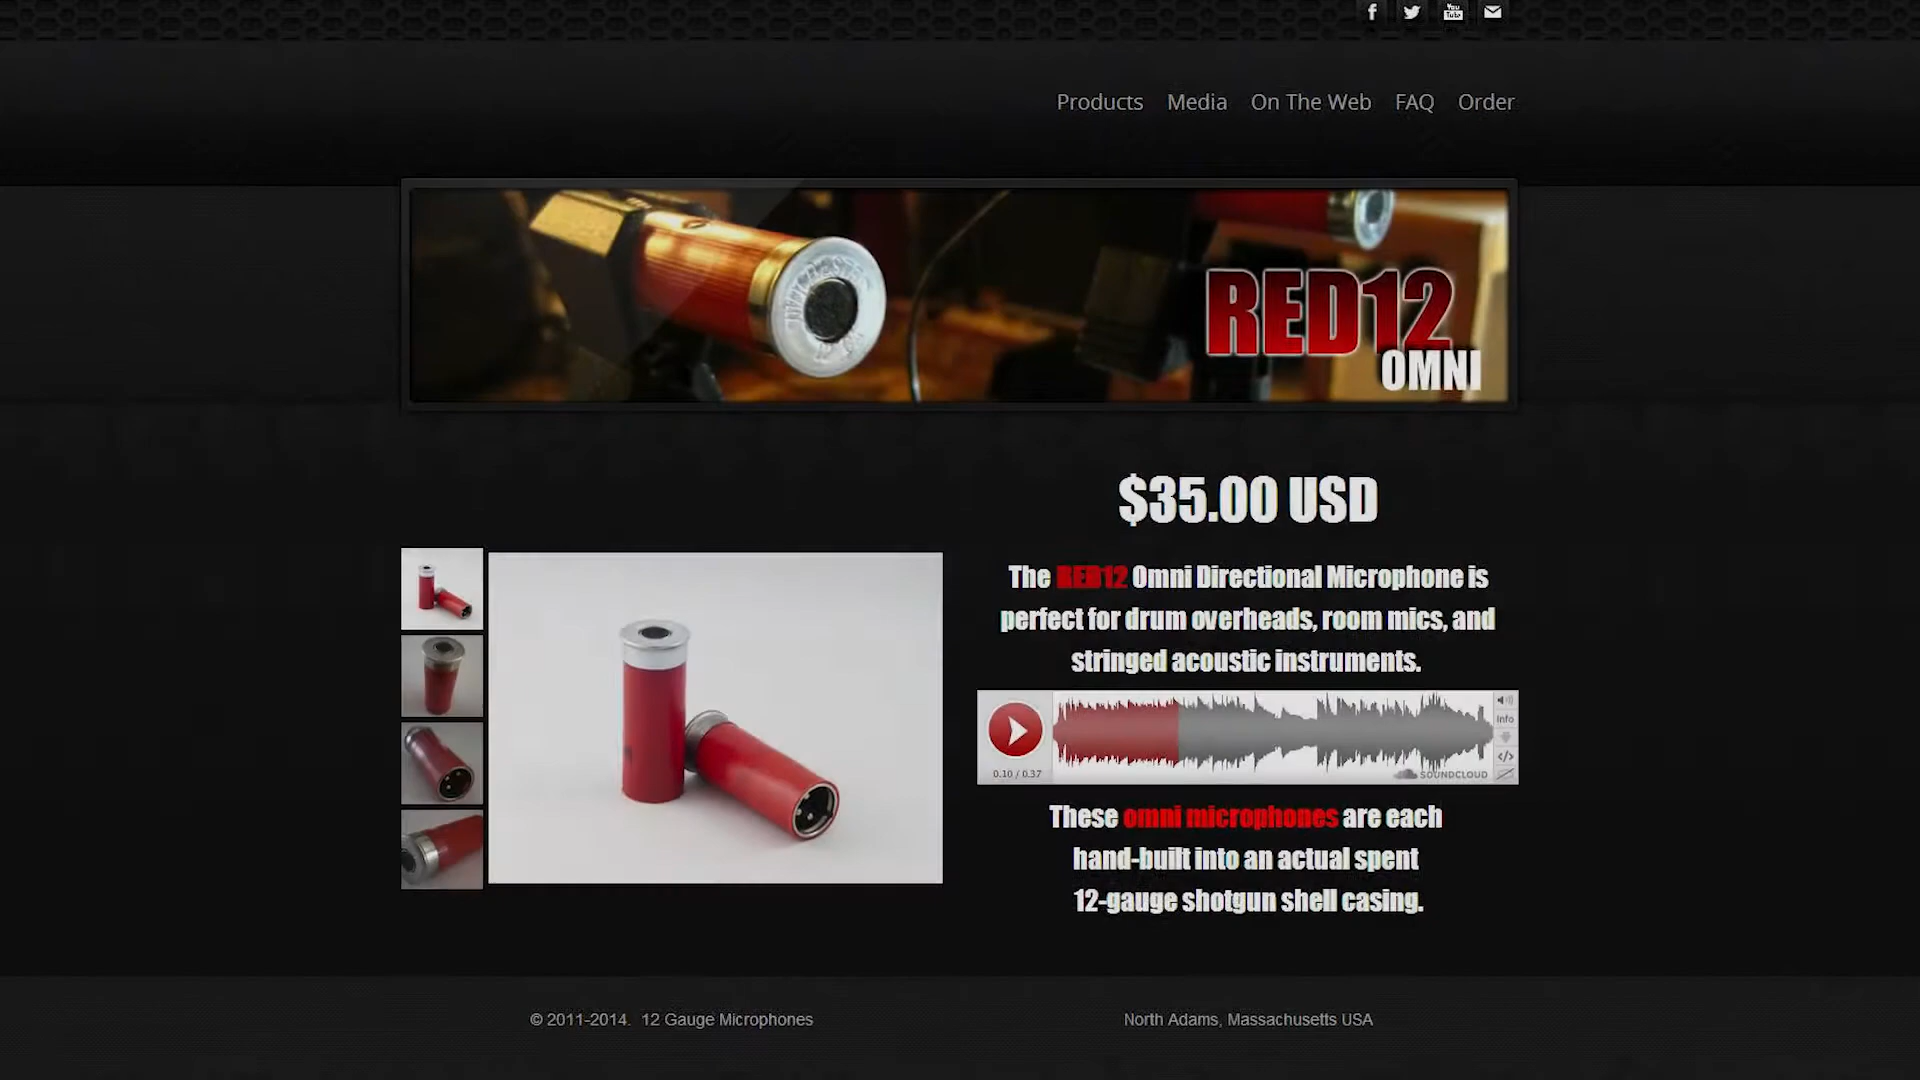 Products Media On The Web FAQ Order
RED12
OMNI
$35.00 USD
The RED12 Omni Directional Microphone is
perfect for drum overheads, room mics, and
stringed acoustic instruments.
Info
0.10 / 0.37
SOUNDCLOUD
These omni microphones are each
hand-built into an actual spent
12-gauge shotgun shell casing.
© 2011-2014. 12 Gauge Microphones
North Adams, Massachusetts USA